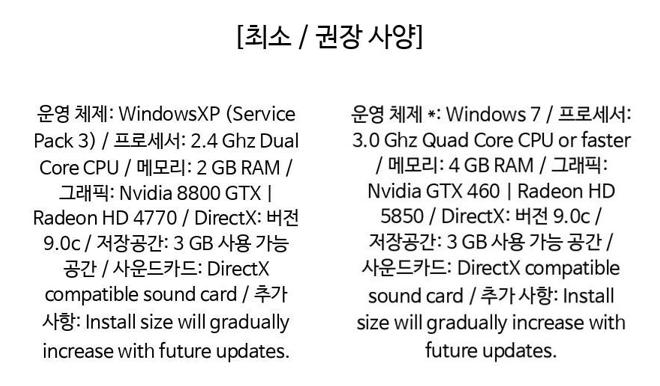 [최소 / 권장 사양]
운영 체제: WindowsXP (Service
Pack 3) / 프로세서: 2.4 Ghz Dual
Core CPU / 메모리: 2 GB RAM /
그래픽: Nvidia 8800 GTX |
Radeon HD 4770 / DirectX: 버전
9.0c / 저장공간: 3 GB 사용 가능
공간 / 사운드카드: DirectX
compatible sound card / 추가
사항: Install size will gradually
increase with future updates.
운영 체제 *: Windows 7 / 프로세서:
3.0 Ghz Quad Core CPU or faster
/ 메모리: 4 GB RAM / 그래픽:
Nvidia GTX 460 | Radeon HD
5850 / DirectX: 버전 9.0c /
저장공간: 3 GB 사용 가능 공간 /
사운드카드: DirectX compatible
sound card / 추가 사항: Install
size will gradually increase with
future updates.